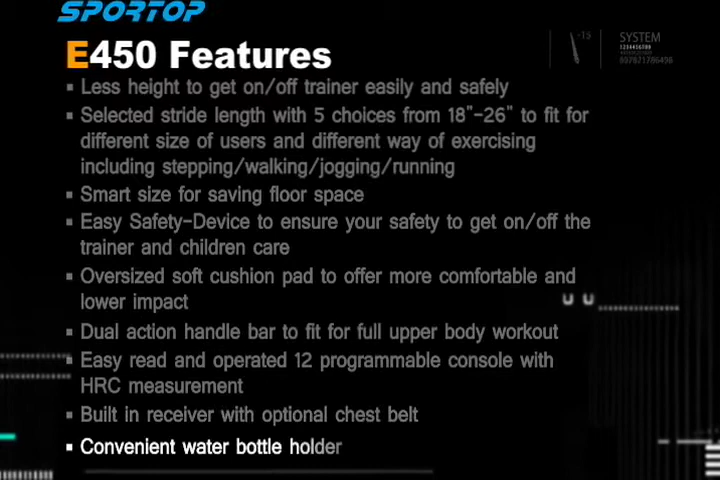 SPORTOP
E450 Features
-15
SYSTEM
▪ Less height to get on/off trainer easily and safely
▪ Selected stride length with 5 choices from 18"-26" to fit for
different size of users and different way of exercising
including stepping/walking/jogging/running
▪ Smart size for saving floor space
▪ Easy Safety-Device to ensure your safety to get on/off the
trainer and children care
▪ Oversized soft cushion pad to offer more comfortable and
lower impact
▪ Dual action handle bar to fit for full upper body workout
▪ Easy read and operated 12 programmable console with
HRC measurement
▪ Built in receiver with optional chest belt
▪ Convenient water bottle holder